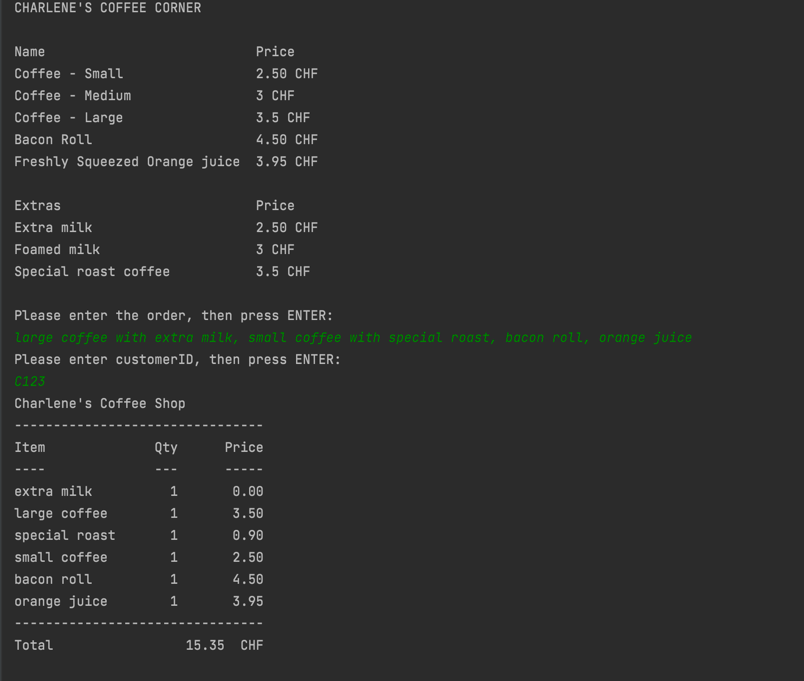 CHARLENE'S COFFEE CORNER
Name Price
Coffee - Small 2.50 CHF
Coffee - Medium 3 CHF
Coffee - Large 3.5 CHF
Bacon Roll 4.50 CHF
Freshly Squeezed Orange juice 3.95 CHF
Extras Price
Extra milk 2.50 CHF
Foamed milk 3 CHF
Special roast coffee 3.5 CHF
Please enter the order, then press ENTER:
large coffee with extra milk, small coffee with special roast, bacon roll, orange juice
Please enter customerID, then press ENTER:
C123
Charlene's Coffee Shop
--------------------------------
Item Qty Price
---- --- -----
extra milk 1 0.00
large coffee 1 3.50
special roast 1 0.90
small coffee 1 2.50
bacon roll 1 4.50
orange juice 1 3.95
--------------------------------
Total 15.35 CHF